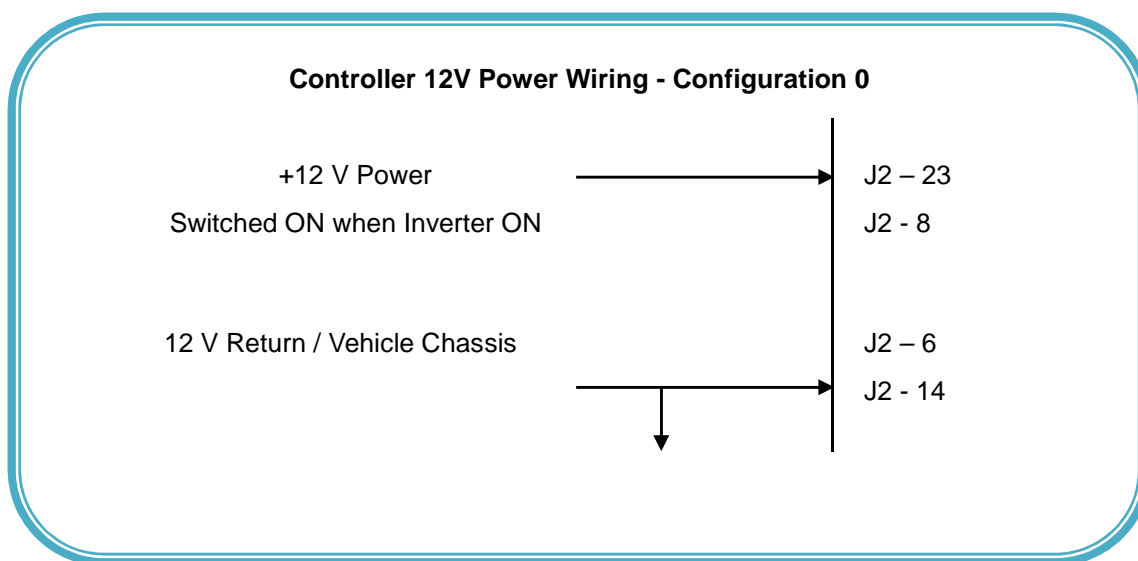 Controller 12V Power Wiring - Configuration 0
+12 V Power J2 – 23
Switched ON when Inverter ON J2 - 8
12 V Return / Vehicle Chassis J2 – 6
J2 - 14